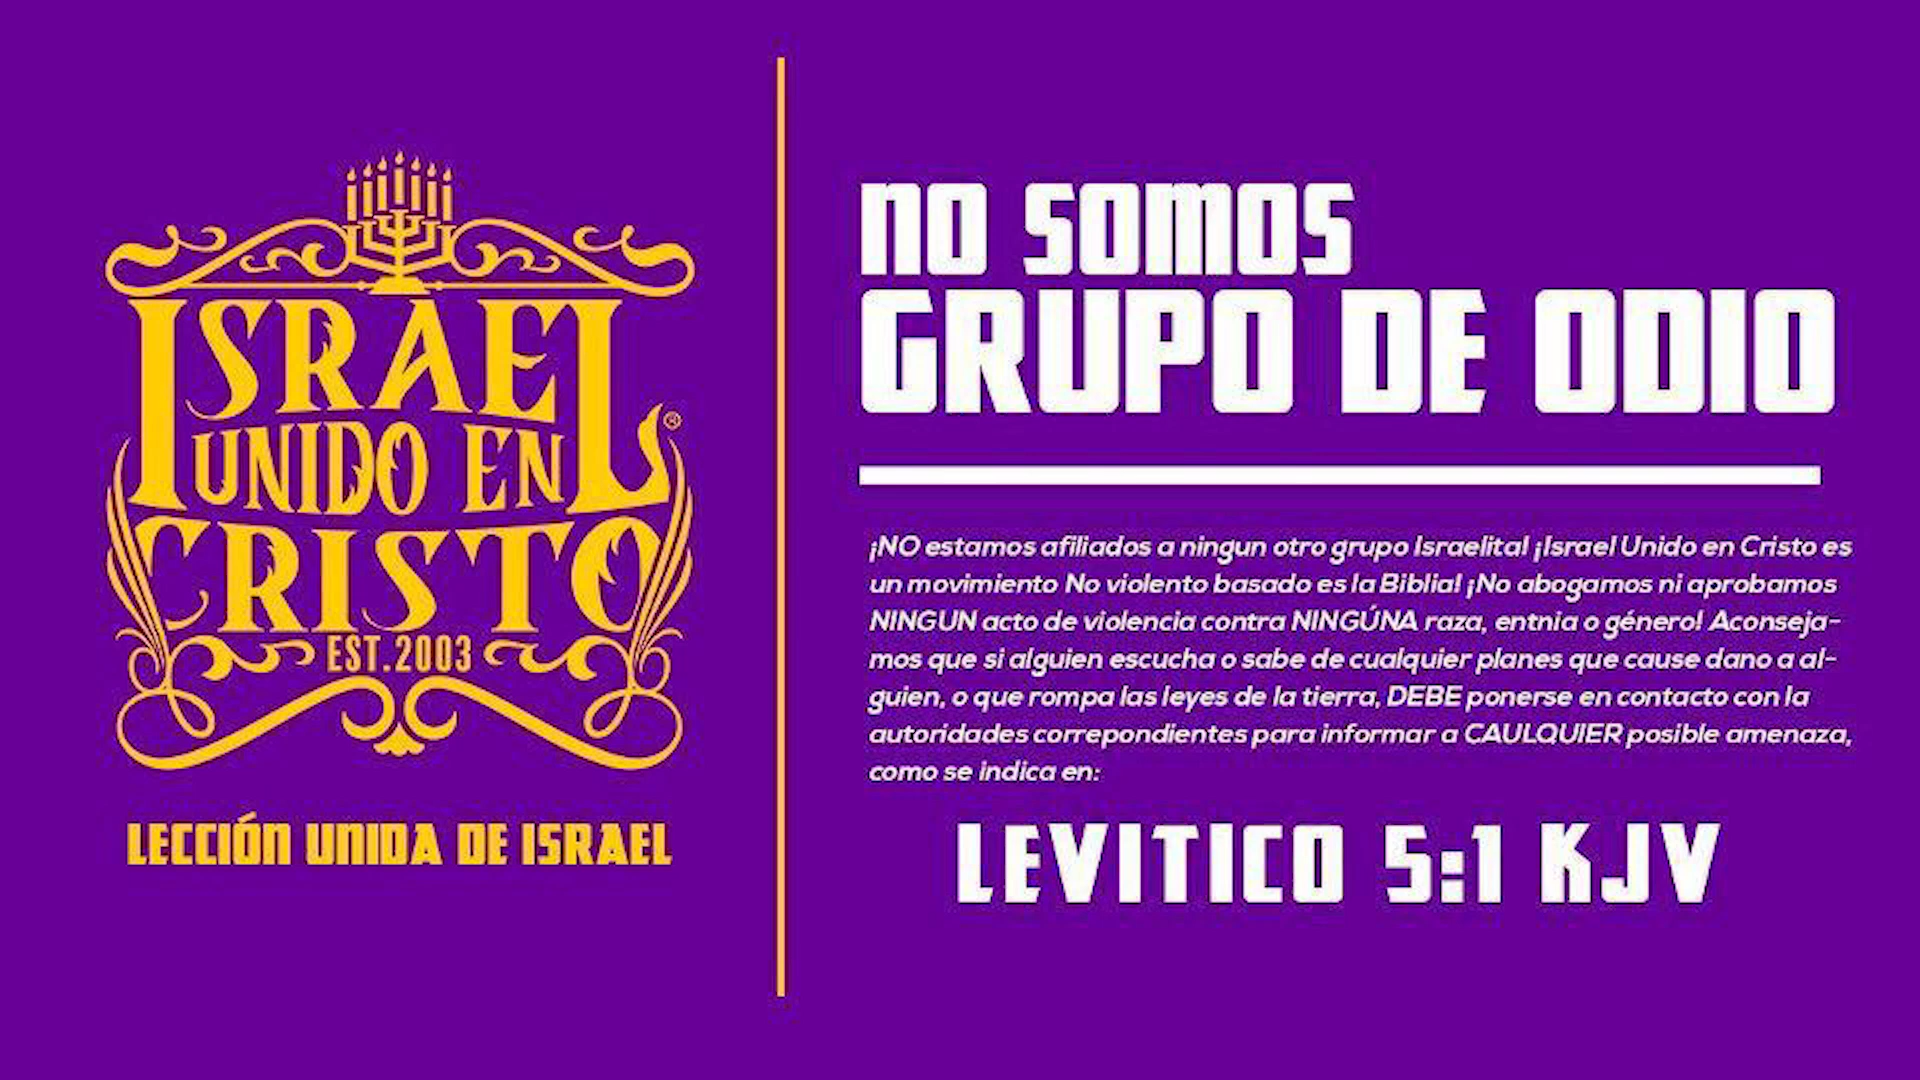 ISRAEL
UNIDO EN
CRISTO
®
EST.2003
LECCIÓN UNIDA DE ISRAEL
NO SOMOS
GRUPO DE ODIO
¡NO estamos afiliados a ningun otro grupo Israelita! ¡Israel Unido en Cristo es
un movimiento No violento basado es la Biblia! ¡No abogamos ni aprobamos
NINGUN acto de violencia contra NINGÚNA raza, entnia o género! Aconseja-
mos que si alguien escucha o sabe de cualquier planes que cause dano a al-
guien, o que rompa las leyes de la tierra, DEBE ponerse en contacto con la
autoridades correpondientes para informar a CAULQUIER posible amenaza,
como se indica en:
LEVITICO 5:1 KJV